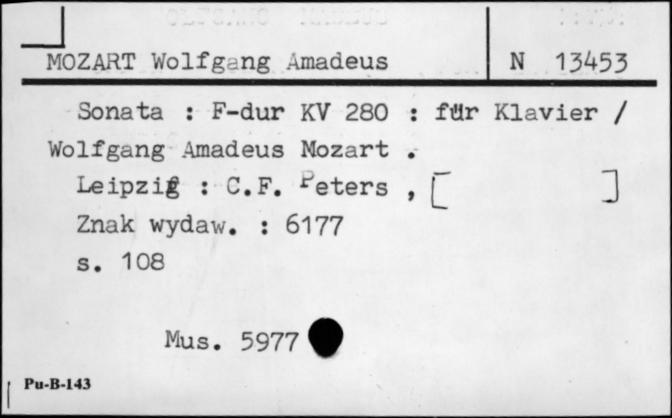 MOZART Wolfgang Amadeus N 13453
Sonata : F-dur KV 280 : für Klavier /
Wolfgang Amadeus Mozart .
Leipzig : C.F. Peters , [ ]
Znak wydaw. : 6177
s. 108
Mus. 5977
Pu-B-143